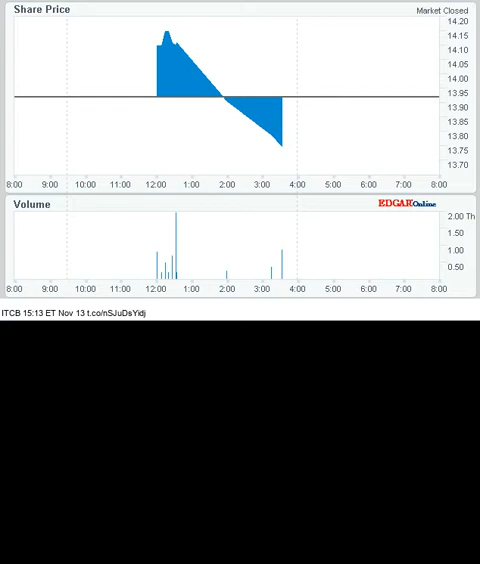 Share Price
Market Closed
14.20
14.15
14.10
14.05
14.00
13.95
13.90
13.85
13.80
13.75
13.70
8:00 9:00 10:00 11:00 12:00 1:00 2:00 3:00 4:00 5:00 6:00 7:00 8:00
Volume
EDGAR Online
2.00 Th
1.50
1.00
0.50
8:00 9:00 10:00 11:00 12:00 1:00 2:00 3:00 4:00 5:00 6:00 7:00 8:00
ITCB 15:13 ET Nov 13 t.co/nSJuDsYidj